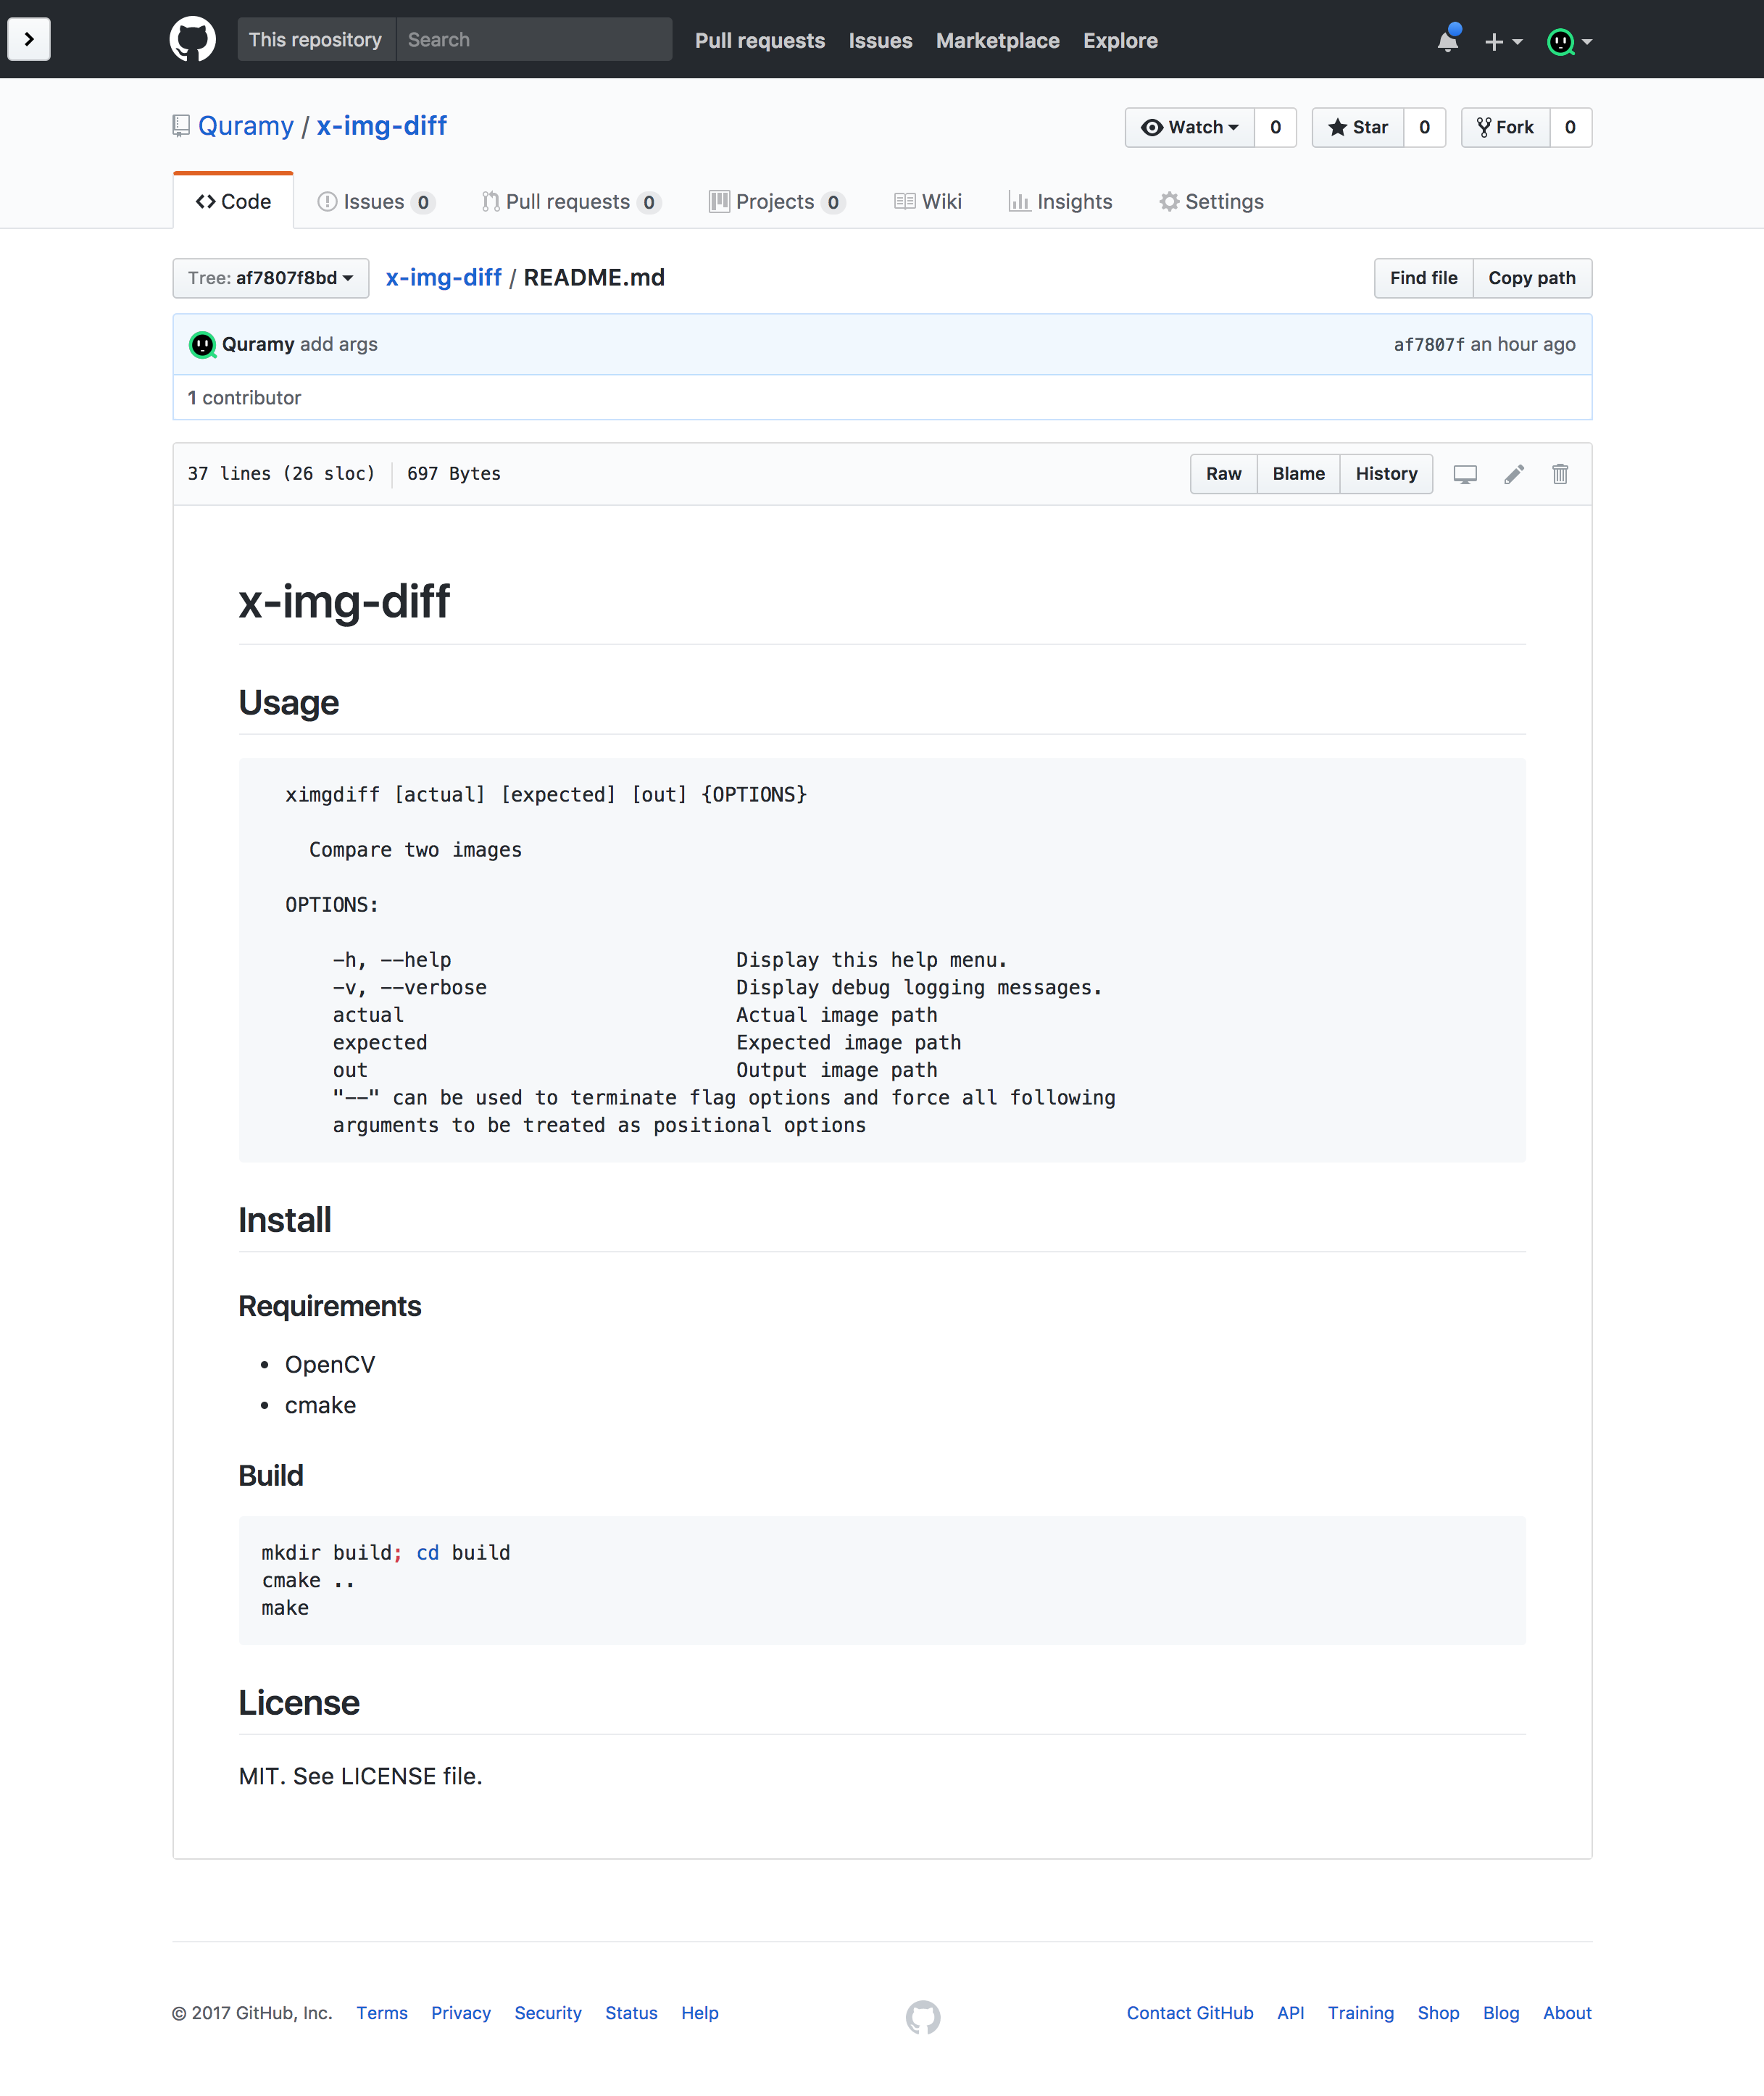 This repository Search Pull requests Issues Marketplace Explore
Quramy / x-img-diff Watch 0 Star 0 Fork 0
Code Issues 0 Pull requests 0 Projects 0 Wiki Insights Settings
Tree: af7807f8bd x-img-diff / README.md Find file Copy path
Quramy add args af7807f an hour ago
1 contributor
37 lines (26 sloc) 697 Bytes Raw Blame History
x-img-diff
Usage
ximgdiff [actual] [expected] [out] {OPTIONS}
Compare two images
OPTIONS:
-h, --help Display this help menu.
-v, --verbose Display debug logging messages.
actual Actual image path
expected Expected image path
out Output image path
"--" can be used to terminate flag options and force all following
arguments to be treated as positional options
Install
Requirements
• OpenCV
• cmake
Build
mkdir build; cd build
cmake ..
make
License
MIT. See LICENSE file.
© 2017 GitHub, Inc. Terms Privacy Security Status Help Contact GitHub API Training Shop Blog About